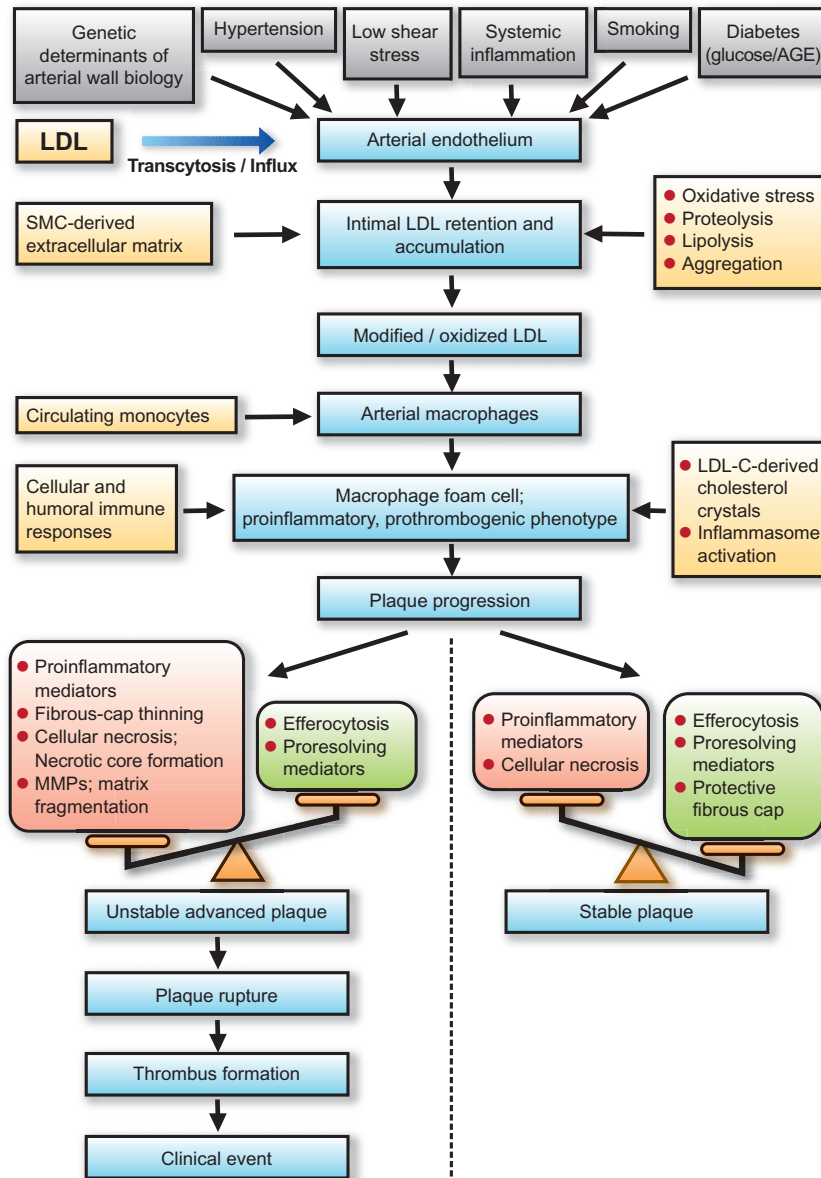 Genetic
determinants of
arterial wall biology
Hypertension
Low shear
stress
Systemic
inflammation
Smoking
Diabetes
(glucose/AGE)
LDL
Transcytosis / Influx
Arterial endothelium
SMC-derived
extracellular matrix
Intimal LDL retention and
accumulation
Oxidative stress
Proteolysis
Lipolysis
Aggregation
Modified / oxidized LDL
Circulating monocytes
Arterial macrophages
Cellular and
humoral immune
responses
Macrophage foam cell;
proinflammatory, prothrombogenic phenotype
LDL-C-derived
cholesterol
crystals
Inflammasome
activation
Plaque progression
Proinflammatory
mediators
Fibrous-cap thinning
Cellular necrosis;
Necrotic core formation
MMPs; matrix
fragmentation
Efferocytosis
Proresolving
mediators
Proinflammatory
mediators
Cellular necrosis
Efferocytosis
Proresolving
mediators
Protective
fibrous cap
Unstable advanced plaque
Stable plaque
Plaque rupture
Thrombus formation
Clinical event